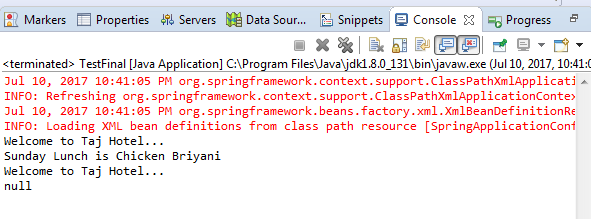 Markers Properties Servers Data Sour... Snippets Console Progress
<terminated> TestFinal [Java Application] C:\Program Files\Java\jdk1.8.0_131\bin\javaw.exe (Jul 10, 2017, 10:41:0
Jul 10, 2017 10:41:05 PM org.springframework.context.support.ClassPathXmlApplicati
INFO: Refreshing org.springframework.context.support.ClassPathXmlApplicationContex
Jul 10, 2017 10:41:05 PM org.springframework.beans.factory.xml.XmlBeanDefinitionRe
INFO: Loading XML bean definitions from class path resource [SpringApplicationConf
Welcome to Taj Hotel...
Sunday Lunch is Chicken Briyani
Welcome to Taj Hotel...
null